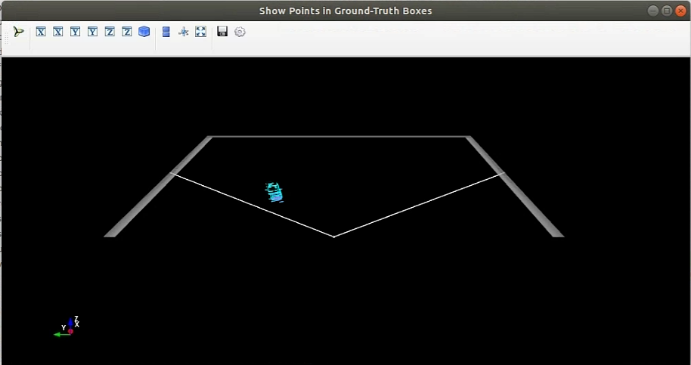 Show Points in Ground-Truth Boxes
X X Y Y Z Z
Z
Y X